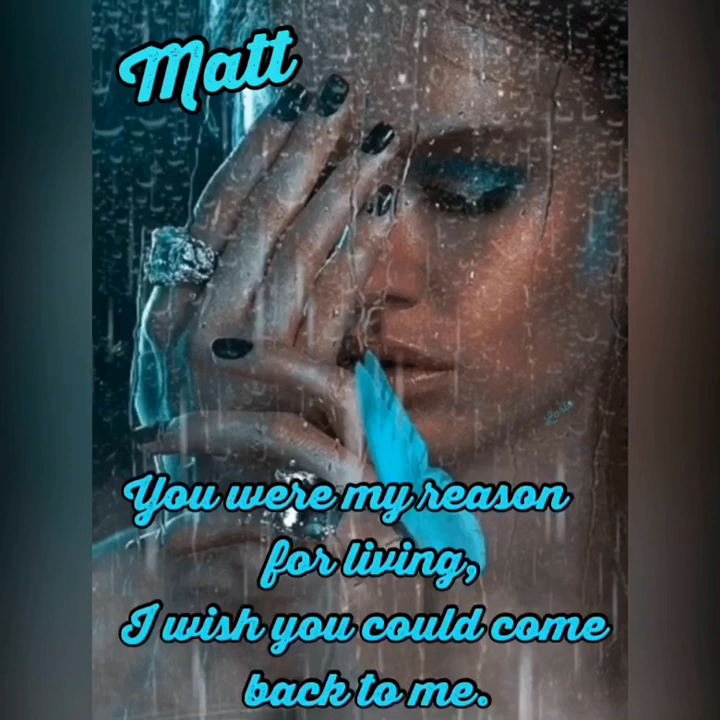 Matt
You were my reason
for living,
I wish you could come
back to me.